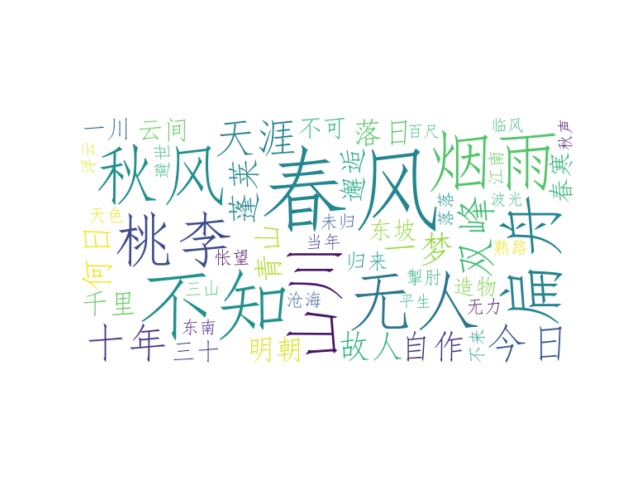 一川
云间
天涯
不可
落日
百尺
临风
秋声
浮云
秋风
蓬莱
春风
邂逅
烟雨
江南
春寒
天色
桃李
未归
东坡
一梦
落落
双峰
波光
扁舟
何日
怅望
青山
当年
归来
掣肘
造物
熟路
千里
三山
不知
沧海
山川
平生
无人
无力
十年
东南
三十
明朝
故人
自作
不来
今日